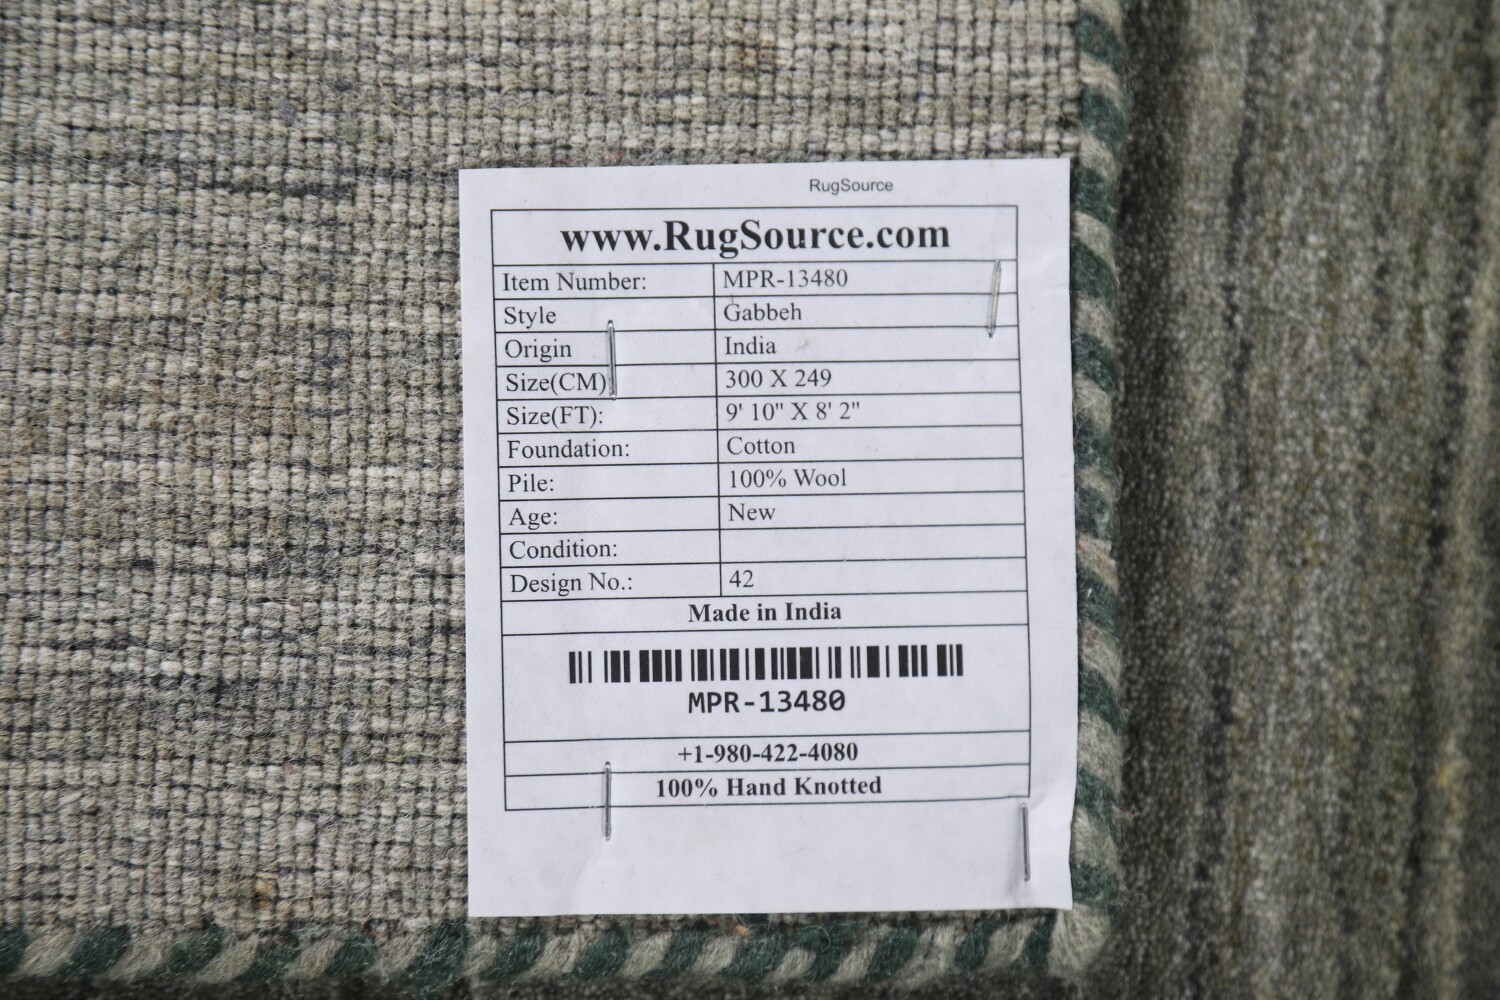 RugSource
www.RugSource.com
Item Number: MPR-13480
Style Gabbeh
Origin India
Size(CM) 300 X 249
Size(FT): 9' 10" X 8' 2"
Foundation: Cotton
Pile: 100% Wool
Age: New
Condition:
Design No.: 42
Made in India
MPR-13480
+1-980-422-4080
100% Hand Knotted